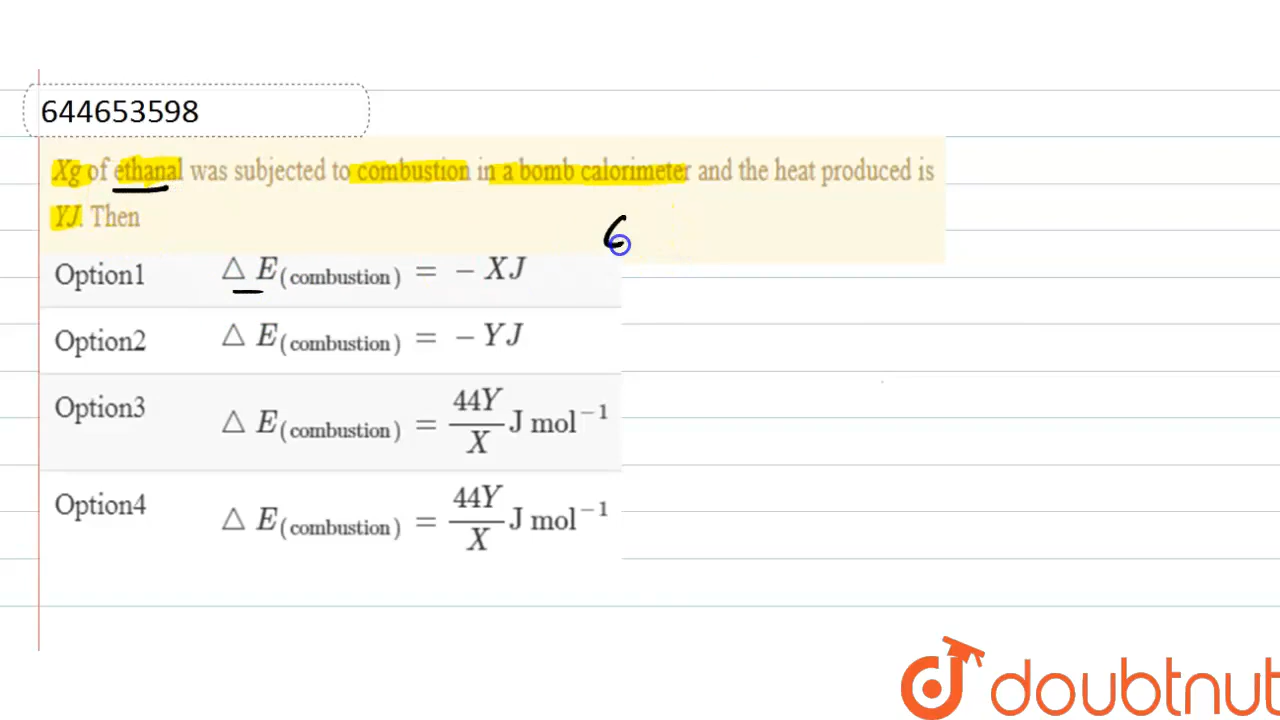 644653598
Xg of ethanal was subjected to combustion in a bomb calorimeter and the heat produced is
YJ. Then
Option1 △ E(combustion) = − XJ
Option2 △ E(combustion) = − YJ
Option3 △ E(combustion) = 44Y/X J mol⁻¹
Option4 △ E(combustion) = 44Y/X J mol⁻¹
doubtnut